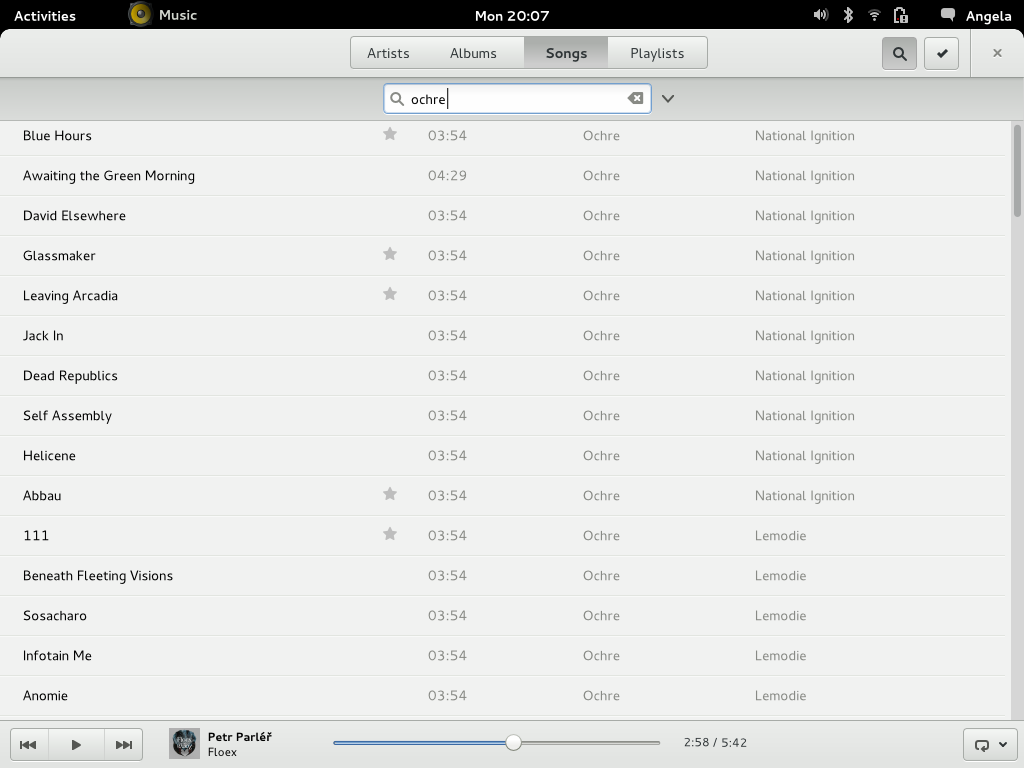 Activities Music Mon 20:07 Angela
Artists Albums Songs Playlists
ochre
Blue Hours 03:54 Ochre National Ignition
Awaiting the Green Morning 04:29 Ochre National Ignition
David Elsewhere 03:54 Ochre National Ignition
Glassmaker 03:54 Ochre National Ignition
Leaving Arcadia 03:54 Ochre National Ignition
Jack In 03:54 Ochre National Ignition
Dead Republics 03:54 Ochre National Ignition
Self Assembly 03:54 Ochre National Ignition
Helicene 03:54 Ochre National Ignition
Abbau 03:54 Ochre National Ignition
111 03:54 Ochre Lemodie
Beneath Fleeting Visions 03:54 Ochre Lemodie
Sosacharo 03:54 Ochre Lemodie
Infotain Me 03:54 Ochre Lemodie
Anomie 03:54 Ochre Lemodie
Petr Parléř
Floex
2:58 / 5:42